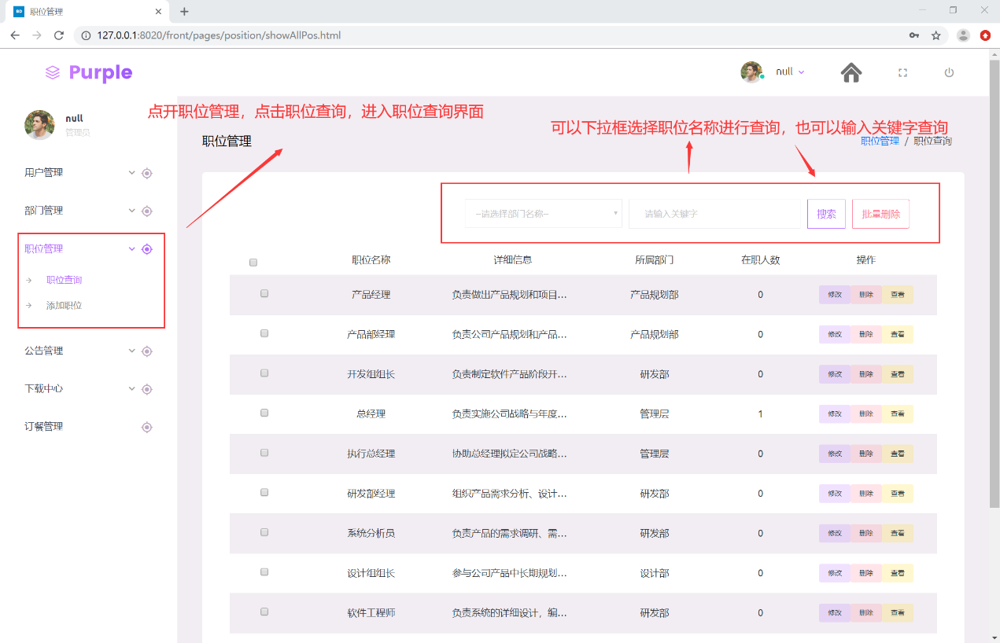 职位管理
127.0.0.1:8020/front/pages/position/showAllPos.html
Purple
null
null
管理员
点开职位管理，点击职位查询，进入职位查询界面
可以下拉框选择职位名称进行查询，也可以输入关键字查询
职位管理
职位管理 / 职位查询
用户管理
部门管理
职位管理
职位查询
添加职位
公告管理
下载中心
订餐管理
--请选择部门名称--
请输入关键字
搜索
批量删除
职位名称 详细信息 所属部门 在职人数 操作
产品经理 负责做出产品规划和项目... 产品规划部 0 修改 删除 查看
产品部经理 负责公司产品规划和产品... 产品规划部 0 修改 删除 查看
开发组组长 负责制定软件产品阶段开... 研发部 0 修改 删除 查看
总经理 负责实施公司战略与年度... 管理层 1 修改 删除 查看
执行总经理 协助总经理拟定公司战略... 管理层 0 修改 删除 查看
研发部经理 组织产品需求分析、设计... 研发部 0 修改 删除 查看
系统分析员 负责产品的需求调研、需... 研发部 0 修改 删除 查看
设计组组长 参与公司产品中长期规划... 设计部 0 修改 删除 查看
软件工程师 负责系统的详细设计，编... 研发部 0 修改 删除 查看